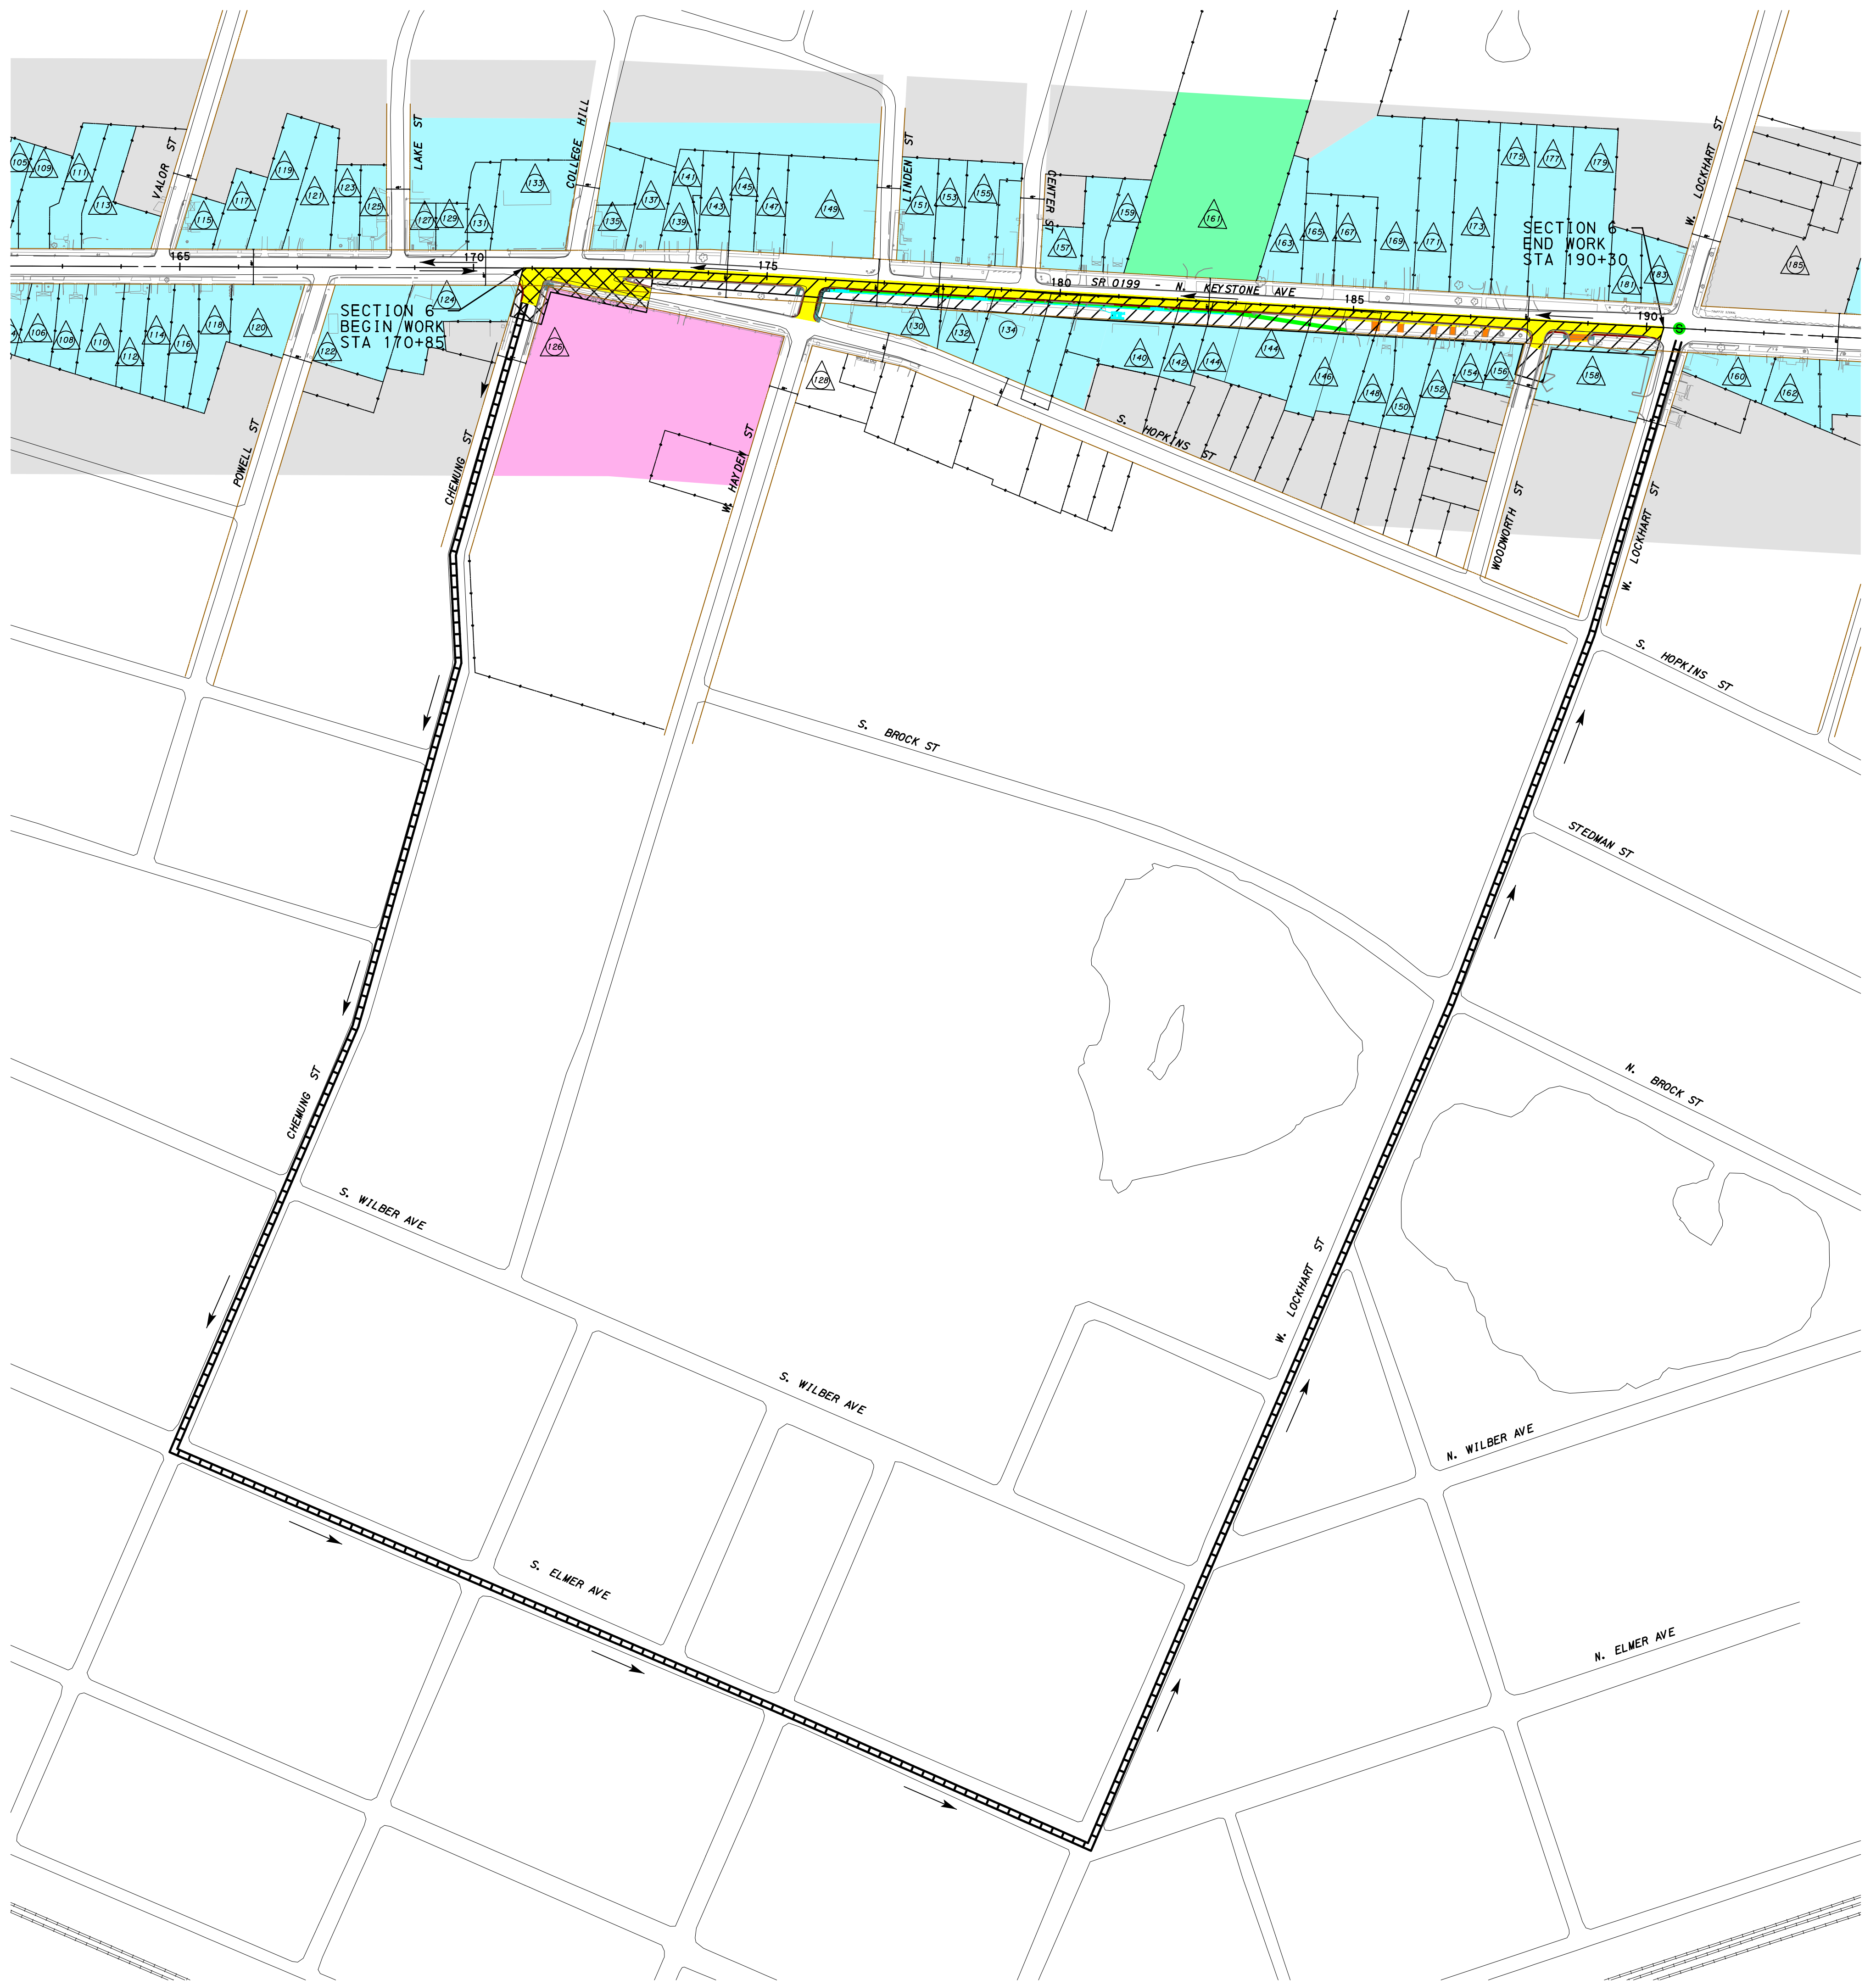 VALOR ST
LAKE ST
COLLEGE HILL
LINDEN ST
CENTER ST
W. LOCKHART ST
105
109
111
113
115
117
119
121
123
125
127
129
131
133
135
137
139
141
143
145
147
149
151
153
155
157
159
161
163
165
167
169
171
173
175
177
179
181
183
185
SECTION 6
END WORK
STA 190+30
165
170
175
180
185
190
SR 0199 - N. KEYSTONE AVE
SECTION 6
BEGIN WORK
STA 170+85
106
108
110
112
114
116
118
120
122
124
126
128
130
132
134
140
142
144
144
146
148
150
152
154
156
158
160
162
POWELL ST
CHEMUNG ST
W. HAYDEN ST
S. HOPKINS ST
WOODWORTH ST
W. LOCKHART ST
S. HOPKINS ST
S. BROCK ST
STEDMAN ST
CHEMUNG ST
N. BROCK ST
S. WILBER AVE
W. LOCKHART ST
S. WILBER AVE
N. WILBER AVE
S. ELMER AVE
N. ELMER AVE